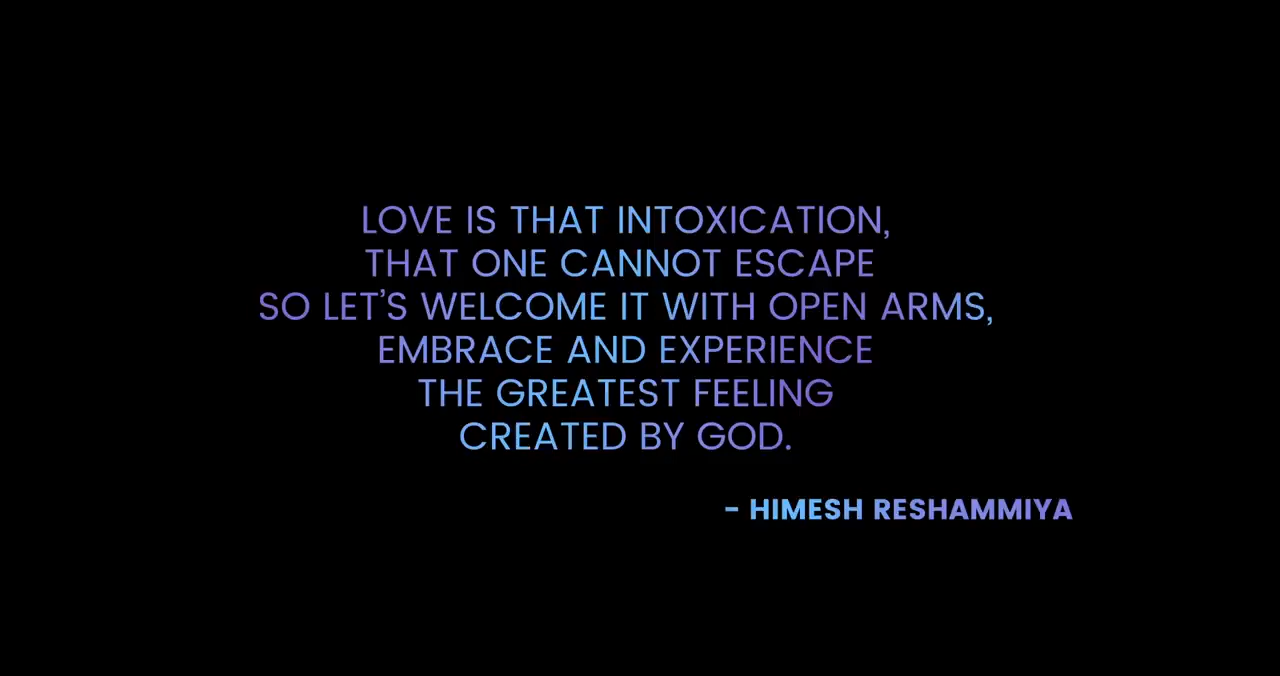 LOVE IS THAT INTOXICATION,
THAT ONE CANNOT ESCAPE
SO LET’S WELCOME IT WITH OPEN ARMS,
EMBRACE AND EXPERIENCE
THE GREATEST FEELING
CREATED BY GOD.
– HIMESH RESHAMMIYA